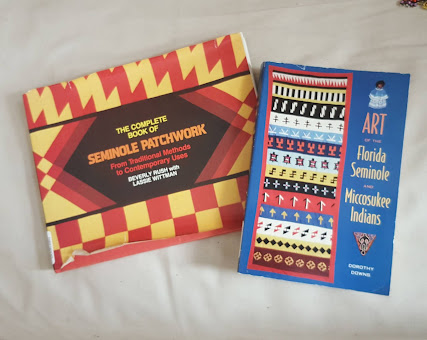 THE COMPLETE
BOOK OF
SEMINOLE PATCHWORK
From Traditional Methods
to Contemporary Uses
BEVERLY RUSH WITH
LASSIE WITTMAN
ART
OF THE
Florida
Seminole
AND
Miccosukee
Indians
DOROTHY
DOWNS